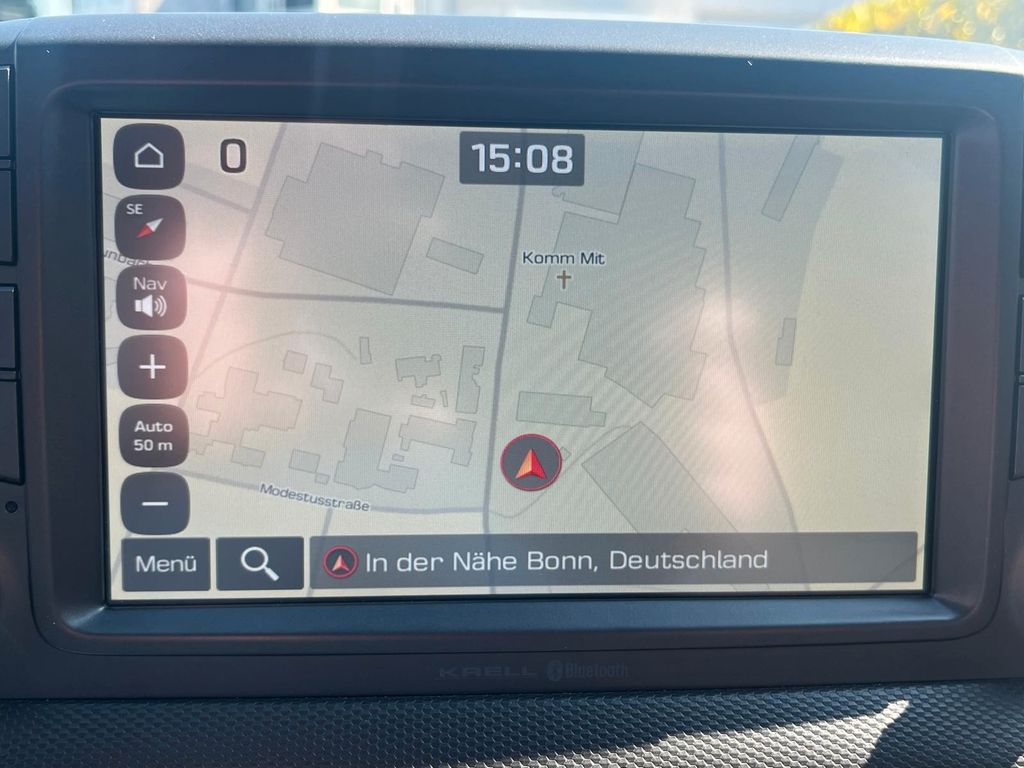 0
15:08
SE
Komm Mit
Nav
Auto
50 m
Modestusstraße
Menü
In der Nähe Bonn, Deutschland
KRELL Bluetooth